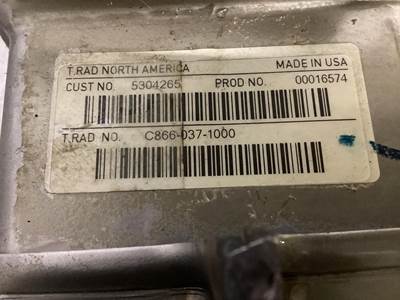 T.RAD NORTH AMERICA MADE IN USA
CUST NO. 5304265 PROD NO. 00016574
T.RAD NO. C866-037-1000